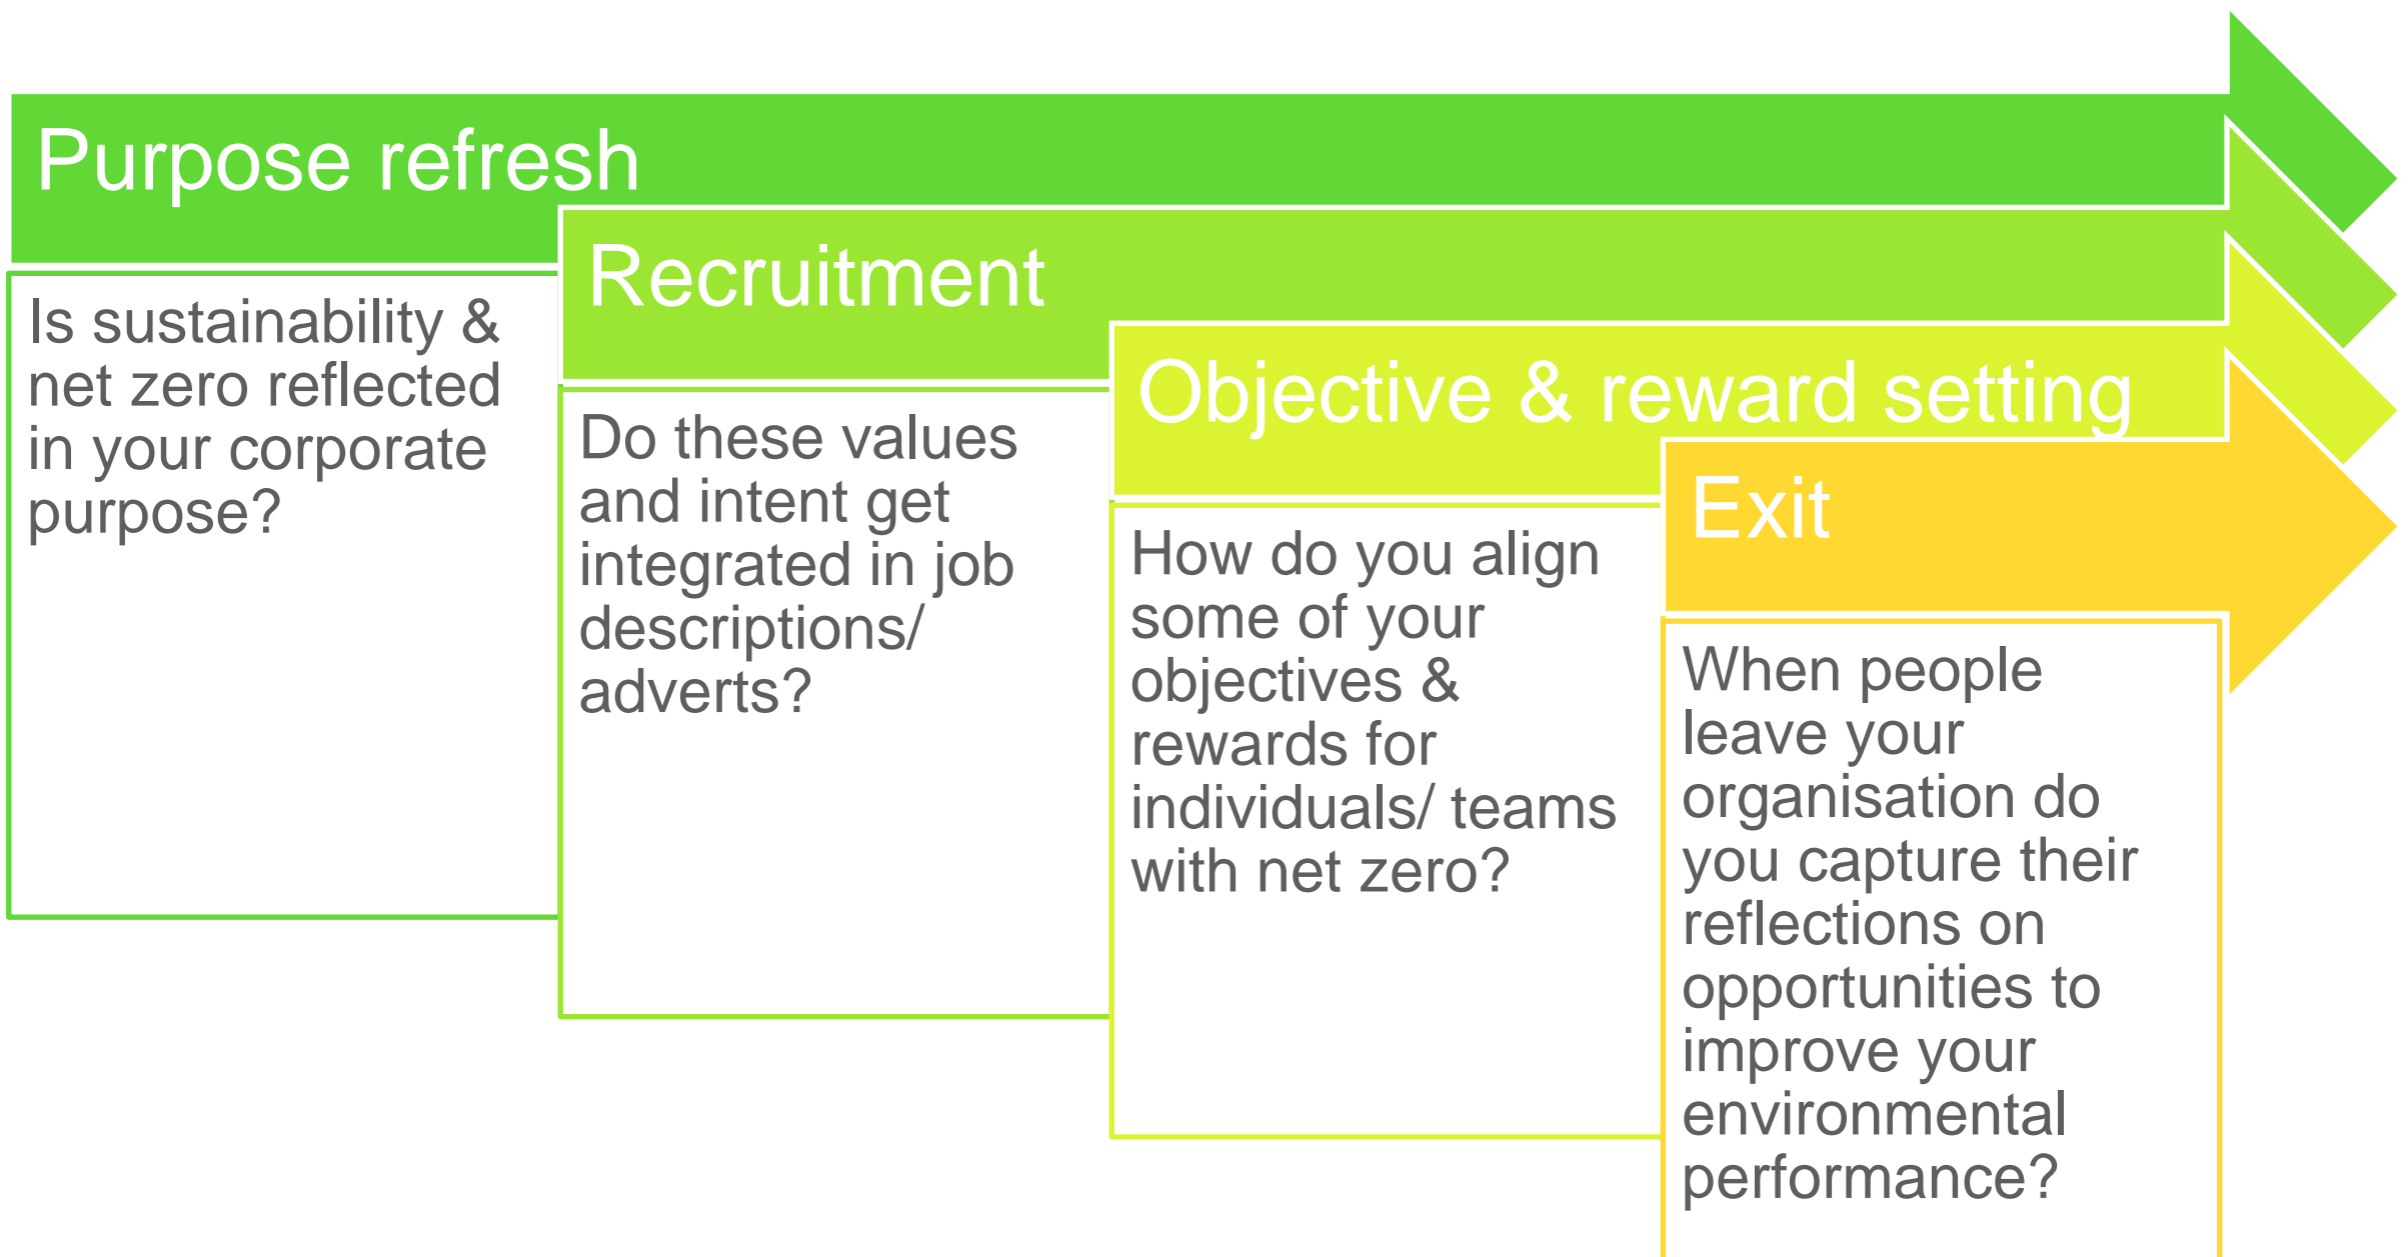 Purpose refresh
Is sustainability &
net zero reflected
in your corporate
purpose?
Recruitment
Do these values
and intent get
integrated in job
descriptions/
adverts?
Objective & reward setting
How do you align
some of your
objectives &
rewards for
individuals/ teams
with net zero?
Exit
When people
leave your
organisation do
you capture their
reflections on
opportunities to
improve your
environmental
performance?